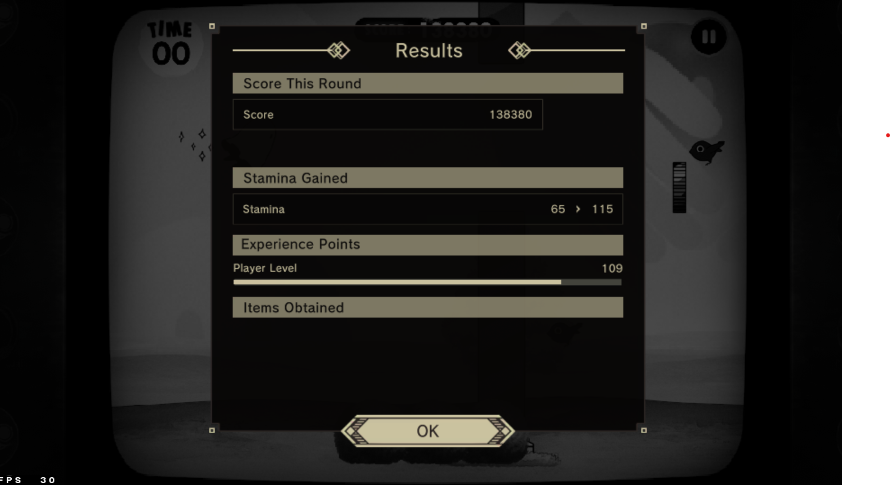 TIME
00
Results
Score This Round
Score 138380
Stamina Gained
Stamina 65 > 115
Experience Points
Player Level 109
Items Obtained
OK
FPS 30